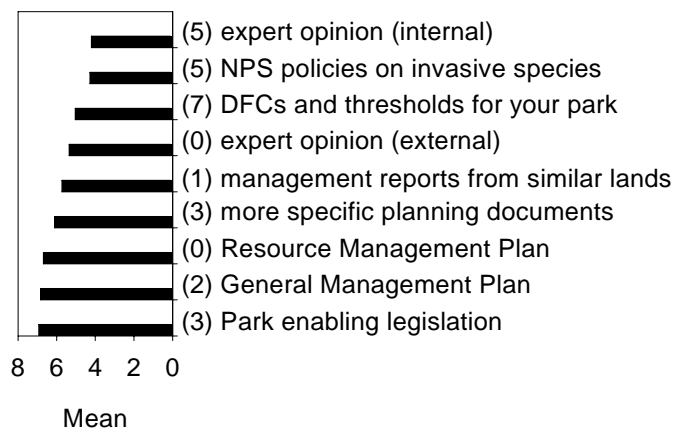 (5) expert opinion (internal)
(5) NPS policies on invasive species
(7) DFCs and thresholds for your park
(0) expert opinion (external)
(1) management reports from similar lands
(3) more specific planning documents
(0) Resource Management Plan
(2) General Management Plan
(3) Park enabling legislation
8 6 4 2 0
Mean